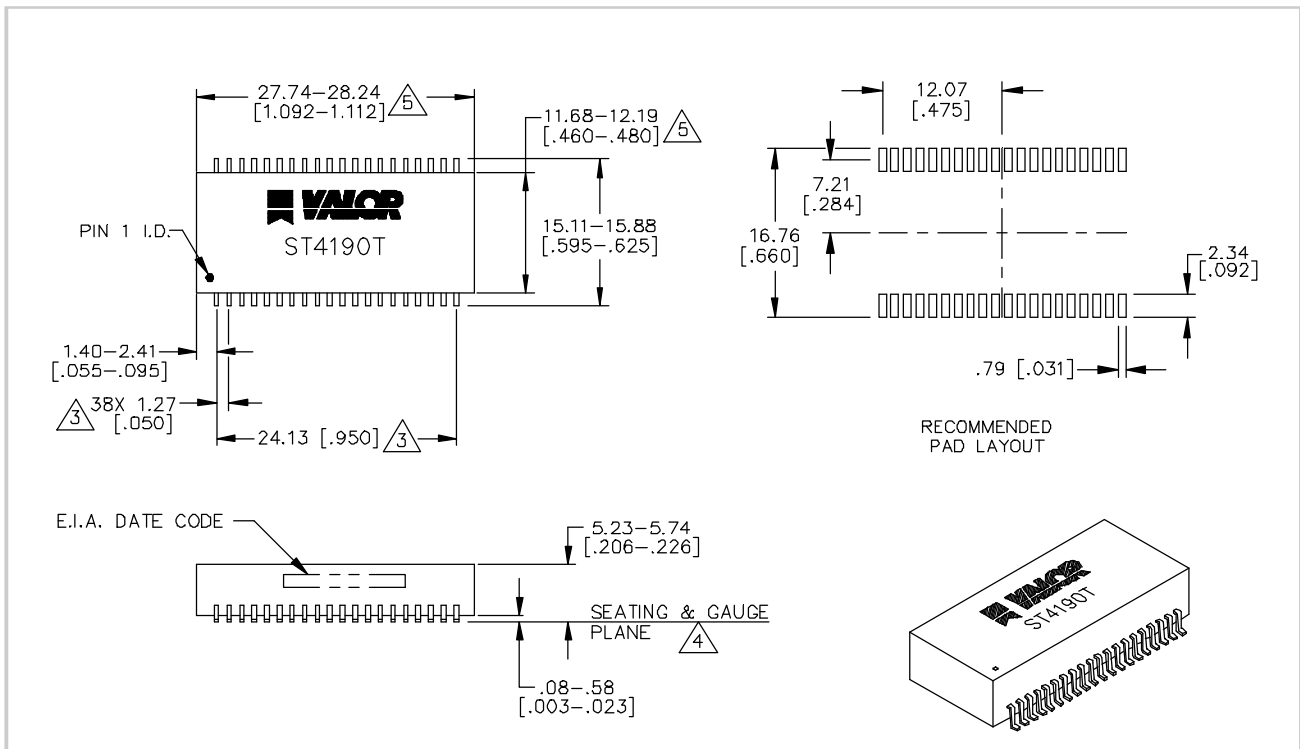 27.74–28.24
[1.092–1.112]
5
11.68–12.19
[.460–.480]
5
VALOR
ST4190T
PIN 1 I.D.
15.11–15.88
[.595–.625]
1.40–2.41
[.055–.095]
3
38X 1.27
[.050]
24.13 [.950]
3
12.07
[.475]
7.21
[.284]
16.76
[.660]
2.34
[.092]
.79 [.031]
RECOMMENDED
PAD LAYOUT
E.I.A. DATE CODE
5.23–5.74
[.206–.226]
SEATING & GAUGE
PLANE
4
.08–.58
[.003–.023]
VALOR
ST4190T